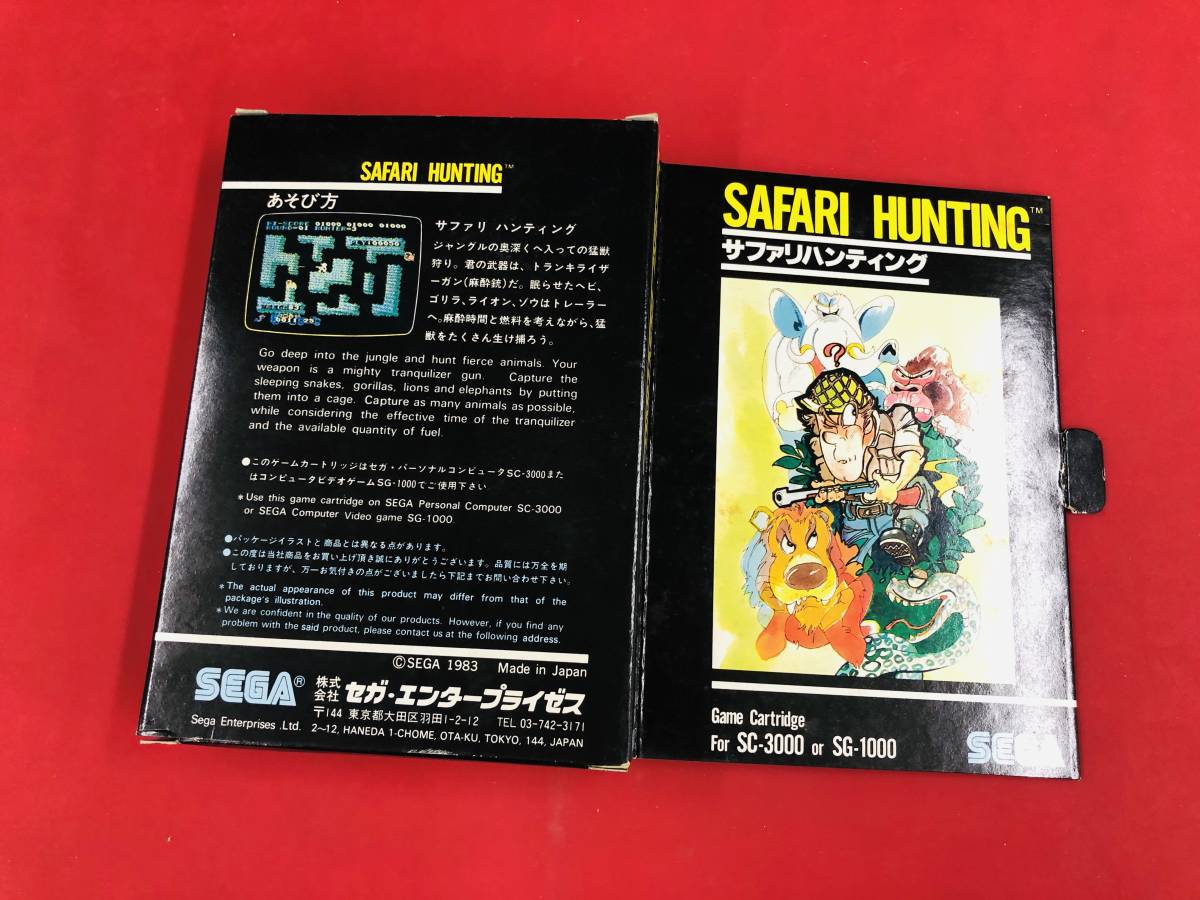 SAFARI HUNTING™
あそび方
HI-SCORE 01000 01000 01000
ROUND=01 HUNTER=3
サファリ ハンティング
ジャングルの奥深くへ入っての猛獣
狩り。君の武器は、トランキライザ
ーガン(麻酔銃)だ。眠らせたヘビ、
ゴリラ、ライオン、ゾウはトレーラー
へ。麻酔時間と燃料を考えながら、猛
獣をたくさん生け捕ろう。
Go deep into the jungle and hunt fierce animals. Your
weapon is a mighty tranquilizer gun. Capture the
sleeping snakes, gorillas, lions and elephants by putting
them into a cage. Capture as many animals as possible,
while considering the effective time of the tranquilizer
and the available quantity of fuel.
●このゲームカートリッジはセガ・パーソナルコンピュータSC-3000また
はコンピュータビデオゲームSG-1000でご使用下さい
*Use this game cartridge on SEGA Personal Computer SC-3000
or SEGA Computer Video game SG-1000.
●パッケージイラストと商品とは異なる点があります。
●この度は当社商品をお買い上げ頂き誠にありがとうございます。品質には万全を期
しておりますが、万一お気付きの点がございましたら下記までお問い合わせ下さい。
*The actual appearance of this product may differ from that of the
package's illustration.
*We are confident in the quality of our products. However, if you find any
problem with the said product, please contact us at the following address.
©SEGA 1983 Made in Japan
SEGA®
株式会社 セガ・エンタープライゼス
〒144 東京都大田区羽田1-2-12 TEL 03-742-3171
Sega Enterprises, Ltd. 2~12, HANEDA 1-CHOME, OTA-KU, TOKYO, 144, JAPAN
SAFARI HUNTING™
サファリハンティング
?
Game Cartridge
For SC-3000 or SG-1000
SEGA